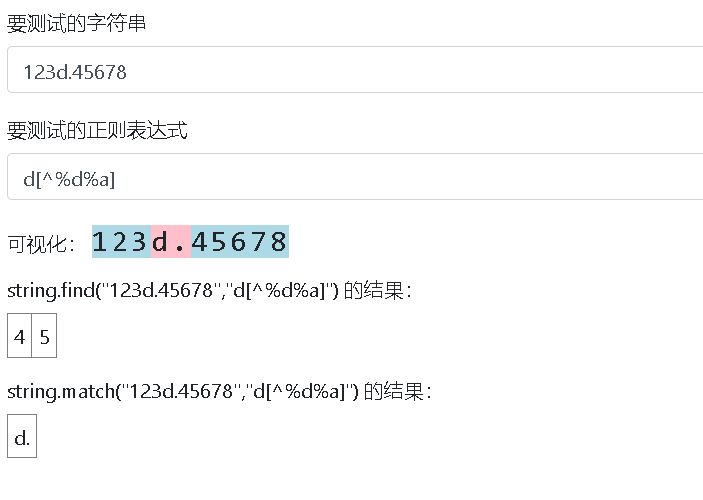 要测试的字符串
123d.45678
要测试的正则表达式
d[^%d%a]
可视化： 123d.45678
string.find("123d.45678","d[^%d%a]") 的结果：
4 5
string.match("123d.45678","d[^%d%a]") 的结果：
d.